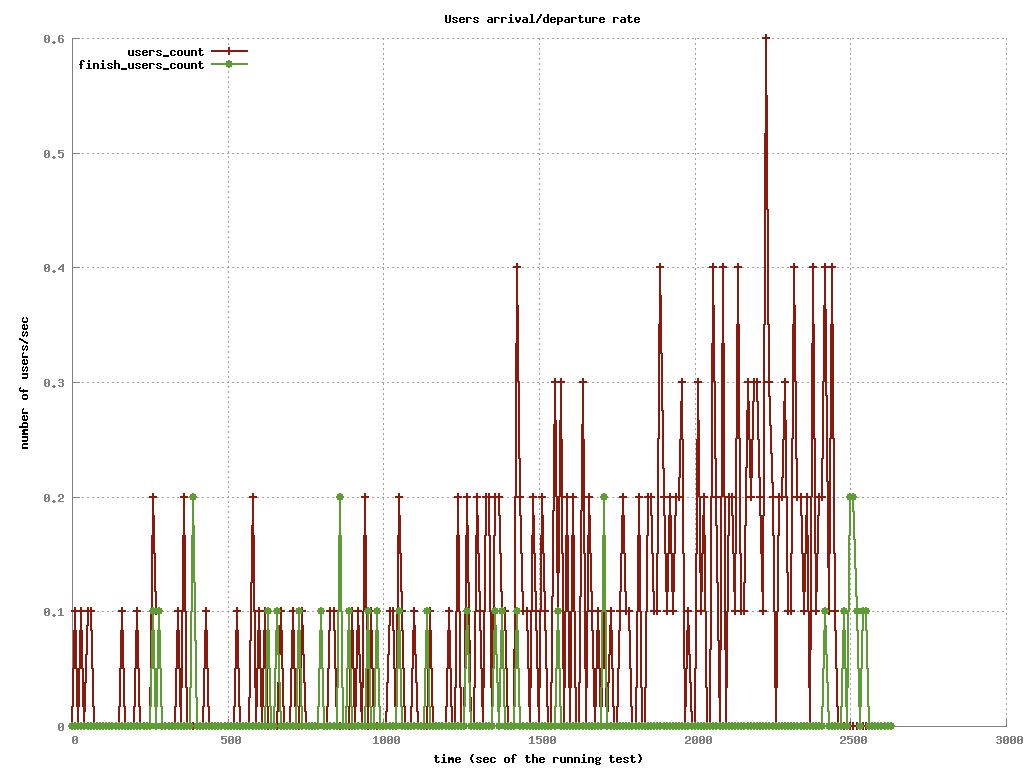 Users arrival/departure rate
users_count
finish_users_count
0.6
0.5
0.4
0.3
0.2
0.1
0
number of users/sec
0 500 1000 1500 2000 2500 3000
time (sec of the running test)